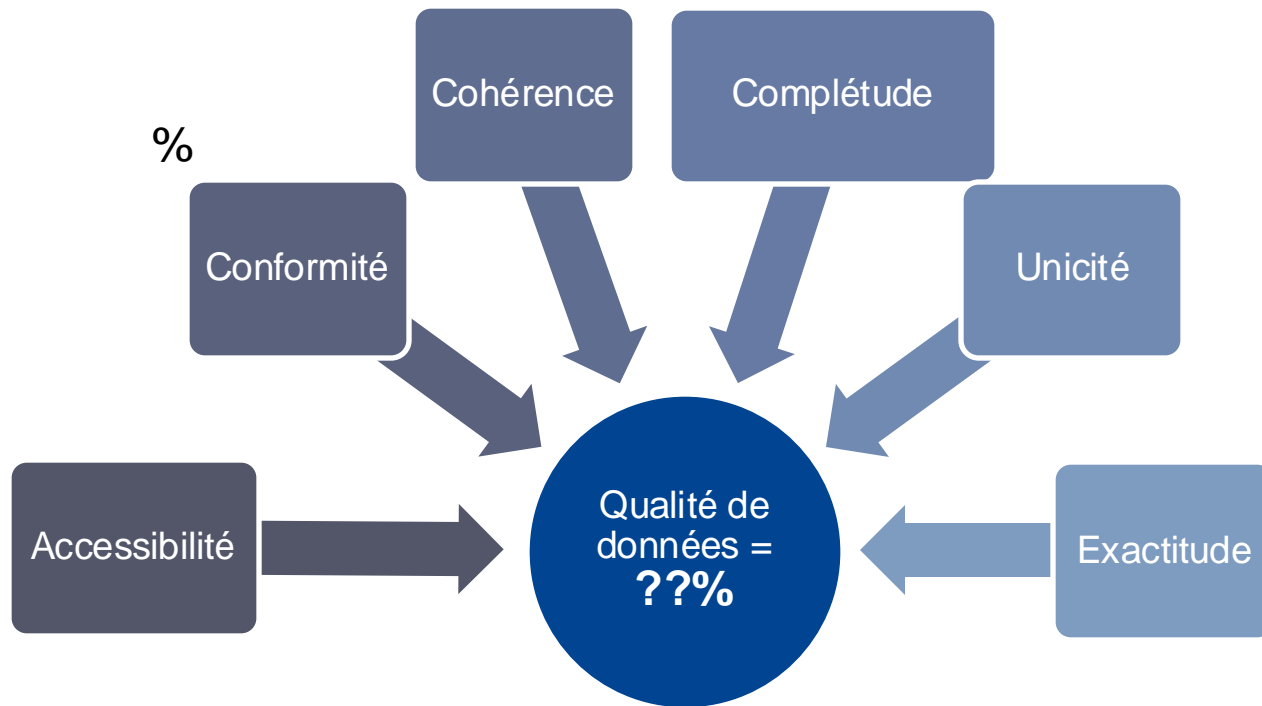 Cohérence
Complétude
%
Conformité
Unicité
Accessibilité
Qualité de
données =
??%
Exactitude